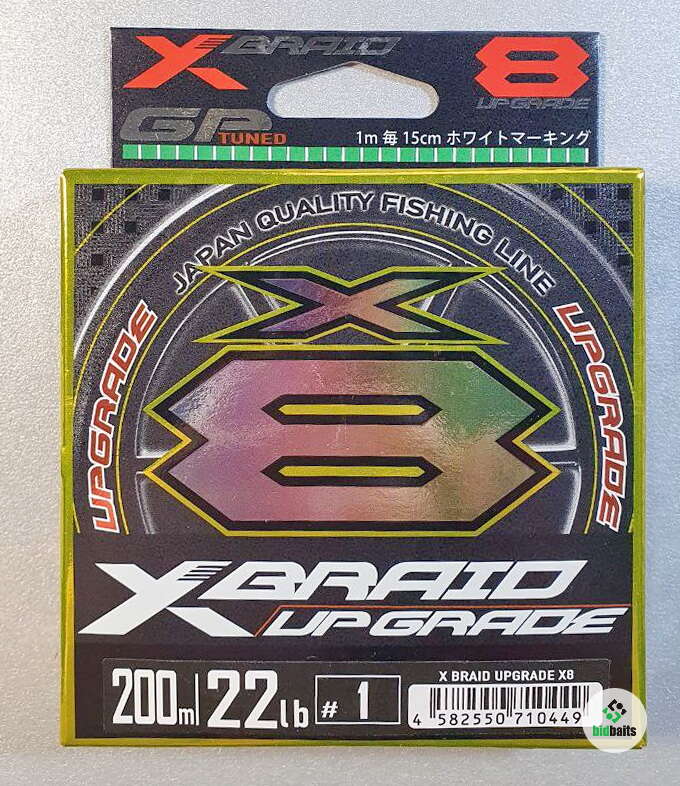 X BRAID 8
UPGRADE
GP TUNED
1m 毎 15cm ホワイトマーキング
JAPAN QUALITY FISHING LINE
UPGRADE
UPGRADE
X
8
X BRAID
UPGRADE
200m 22lb # 1
X BRAID UPGRADE X8
4 582550 710449
bidbaits